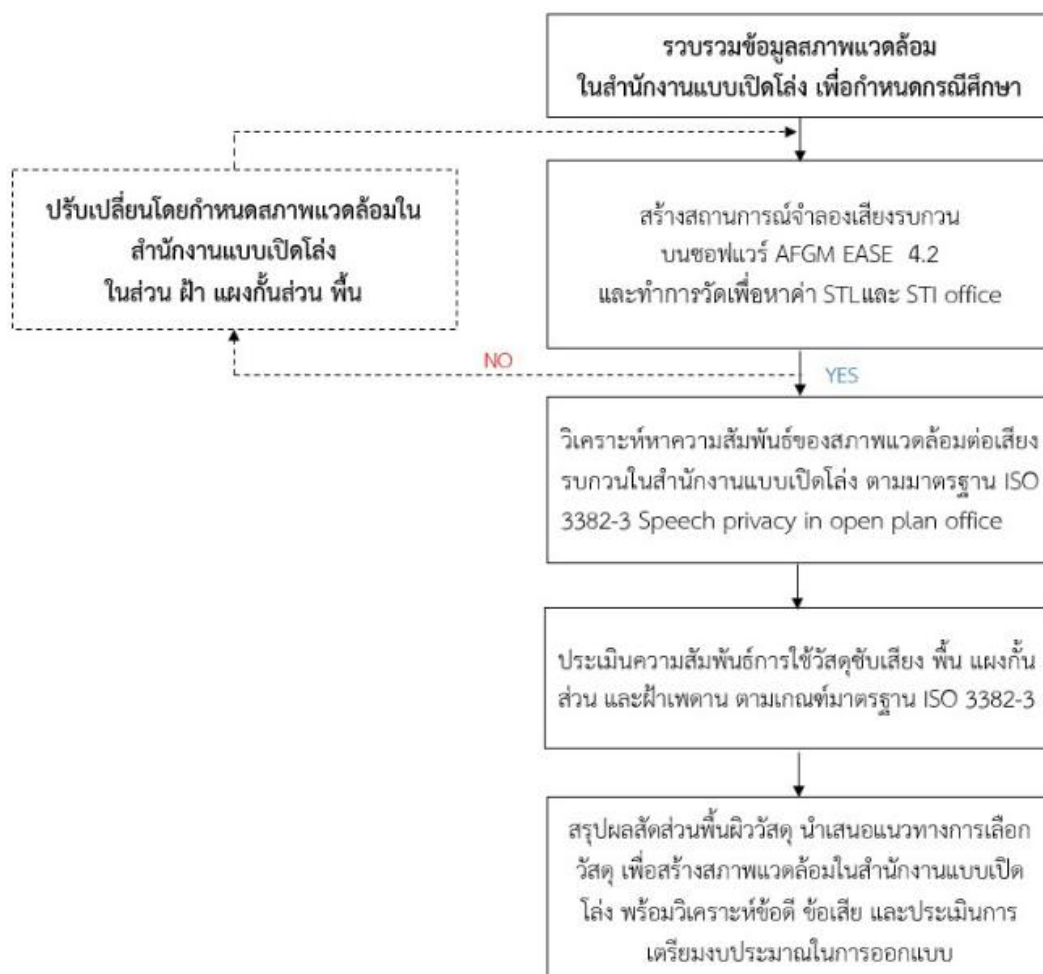 รวบรวมข้อมูลสภาพแวดล้อม
ในสำนักงานแบบเปิดโล่ง เพื่อกำหนดกรณีศึกษา
ปรับเปลี่ยนโดยกำหนดสภาพแวดล้อมใน
สำนักงานแบบเปิดโล่ง
ในส่วน ฝ้า แผงกั้นส่วน พื้น
สร้างสถานการณ์จำลองเสียงรบกวน
บนซอฟแวร์ AFGM EASE 4.2
และทำการวัดเพื่อหาค่า STLและ STI office
NO
YES
วิเคราะห์หาความสัมพันธ์ของสภาพแวดล้อมต่อเสียง
รบกวนในสำนักงานแบบเปิดโล่ง ตามมาตรฐาน ISO
3382-3 Speech privacy in open plan office
ประเมินความสัมพันธ์การใช้วัสดุซับเสียง พื้น แผงกั้น
ส่วน และฝ้าเพดาน ตามเกณฑ์มาตรฐาน ISO 3382-3
สรุปผลสัดส่วนพื้นผิววัสดุ นำเสนอแนวทางการเลือก
วัสดุ เพื่อสร้างสภาพแวดล้อมในสำนักงานแบบเปิด
โล่ง พร้อมวิเคราะห์ข้อดี ข้อเสีย และประเมินการ
เตรียมงบประมาณในการออกแบบ